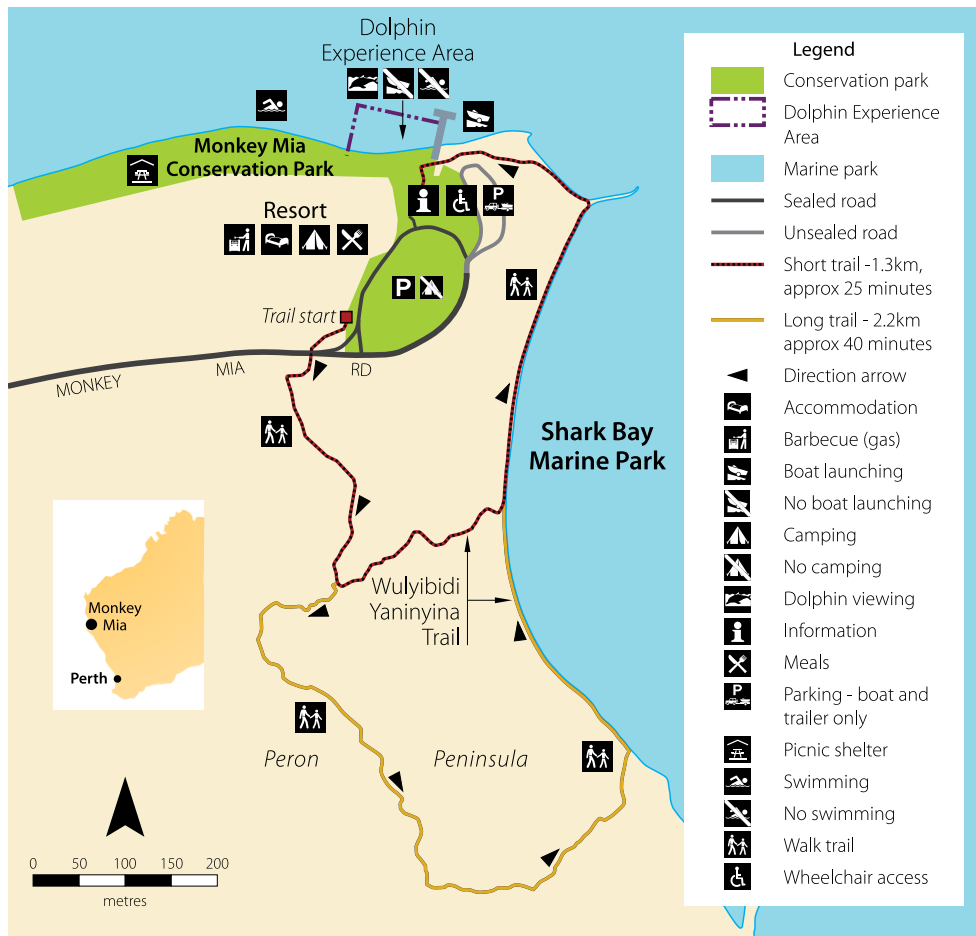 Dolphin
Experience Area
Monkey Mia
Conservation Park
Resort
P
P
Trail start
MONKEY MIA RD
Shark Bay
Marine Park
Wulyibidi
Yaninyina
Trail
Peron Peninsula
Monkey
Mia
Perth
0 50 100 150 200
metres
Legend
Conservation park
Dolphin Experience
Area
Marine park
Sealed road
Unsealed road
Short trail -1.3km,
approx 25 minutes
Long trail - 2.2km
approx 40 minutes
Direction arrow
Accommodation
Barbecue (gas)
Boat launching
No boat launching
Camping
No camping
Dolphin viewing
Information
Meals
P
Parking - boat and
trailer only
Picnic shelter
Swimming
No swimming
Walk trail
Wheelchair access